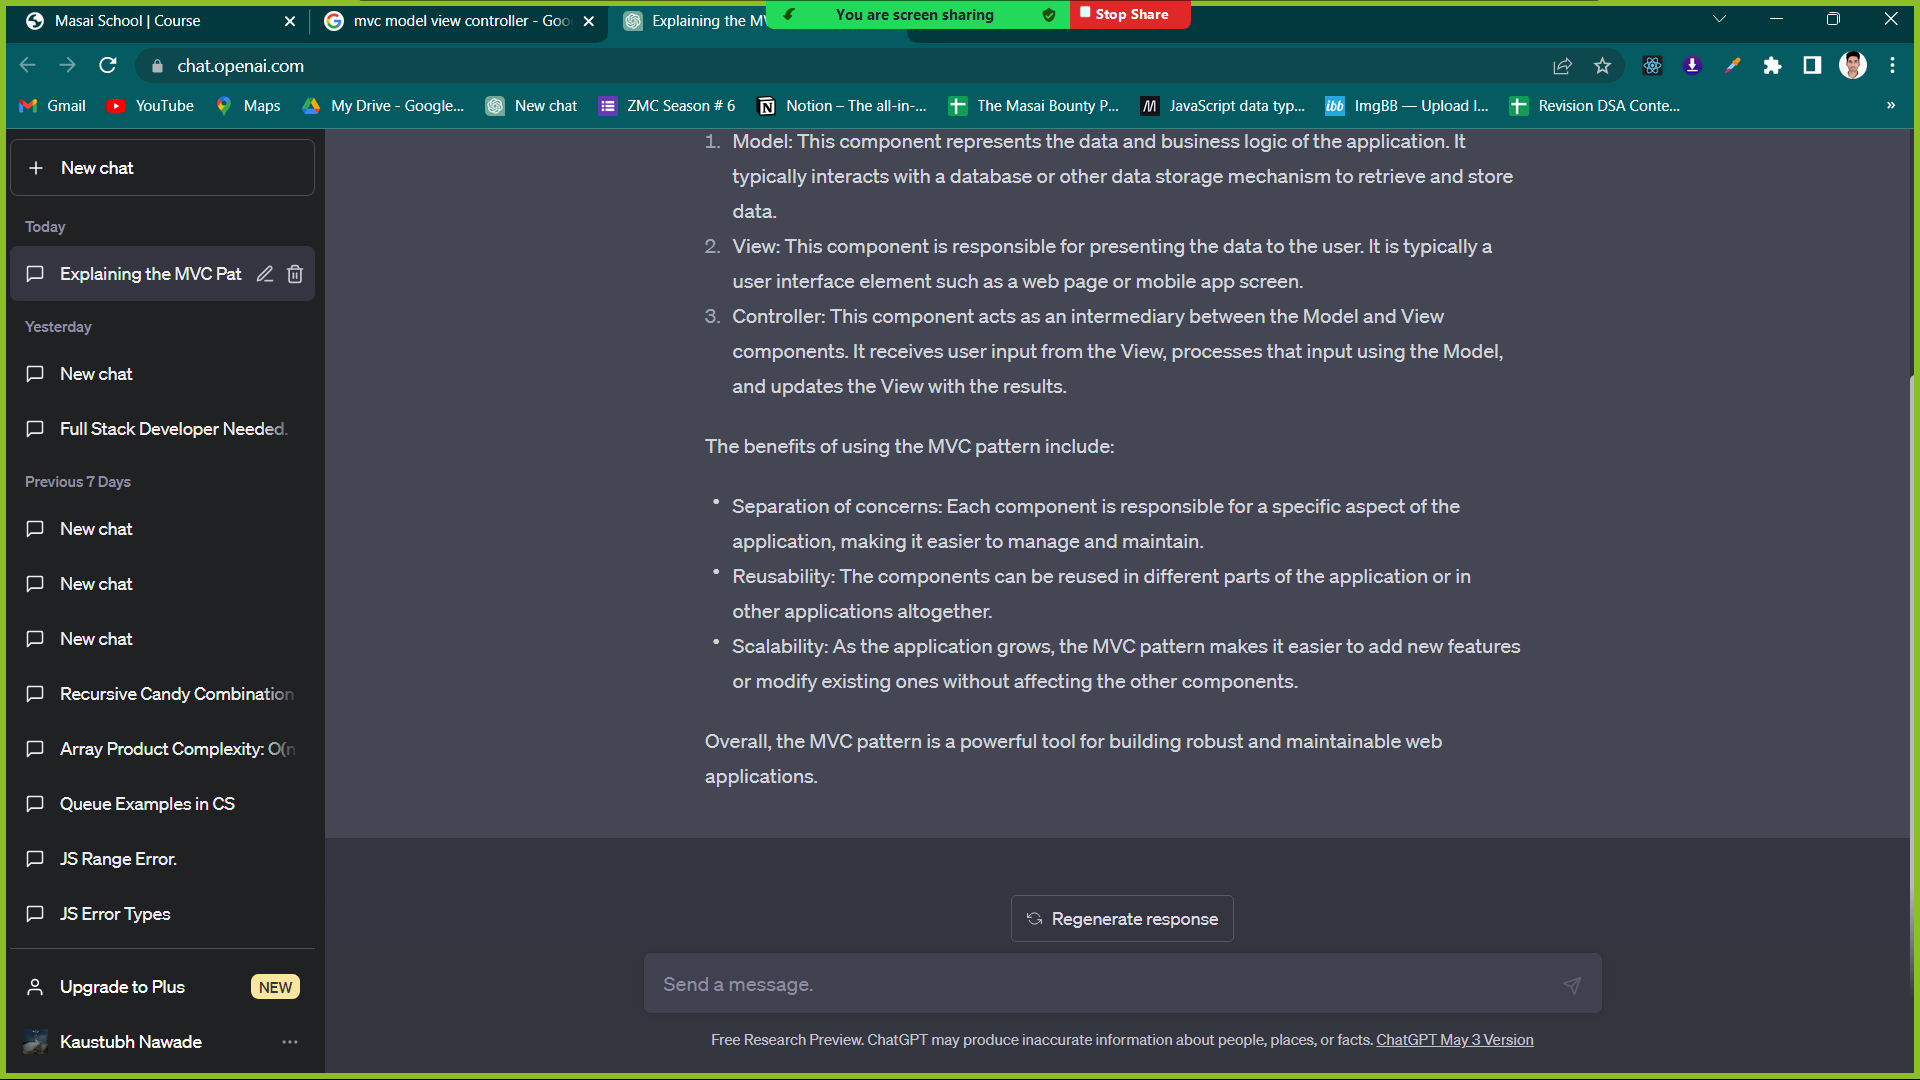 Masai School | Course
mvc model view controller - Goo
Explaining the MV
You are screen sharing
Stop Share
chat.openai.com
Gmail
YouTube
Maps
My Drive - Google...
New chat
ZMC Season # 6
Notion – The all-in-...
The Masai Bounty P...
JavaScript data typ...
ibb
ImgBB — Upload I...
Revision DSA Conte...
»
+ New chat
Today
Explaining the MVC Pat
Yesterday
New chat
Full Stack Developer Needed.
Previous 7 Days
New chat
New chat
New chat
Recursive Candy Combination
Array Product Complexity: O(n
Queue Examples in CS
JS Range Error.
JS Error Types
Upgrade to Plus
NEW
Kaustubh Nawade
1. Model: This component represents the data and business logic of the application. It
typically interacts with a database or other data storage mechanism to retrieve and store
data.
2. View: This component is responsible for presenting the data to the user. It is typically a
user interface element such as a web page or mobile app screen.
3. Controller: This component acts as an intermediary between the Model and View
components. It receives user input from the View, processes that input using the Model,
and updates the View with the results.
The benefits of using the MVC pattern include:
• Separation of concerns: Each component is responsible for a specific aspect of the
application, making it easier to manage and maintain.
• Reusability: The components can be reused in different parts of the application or in
other applications altogether.
• Scalability: As the application grows, the MVC pattern makes it easier to add new features
or modify existing ones without affecting the other components.
Overall, the MVC pattern is a powerful tool for building robust and maintainable web
applications.
Regenerate response
Send a message.
Free Research Preview. ChatGPT may produce inaccurate information about people, places, or facts. ChatGPT May 3 Version